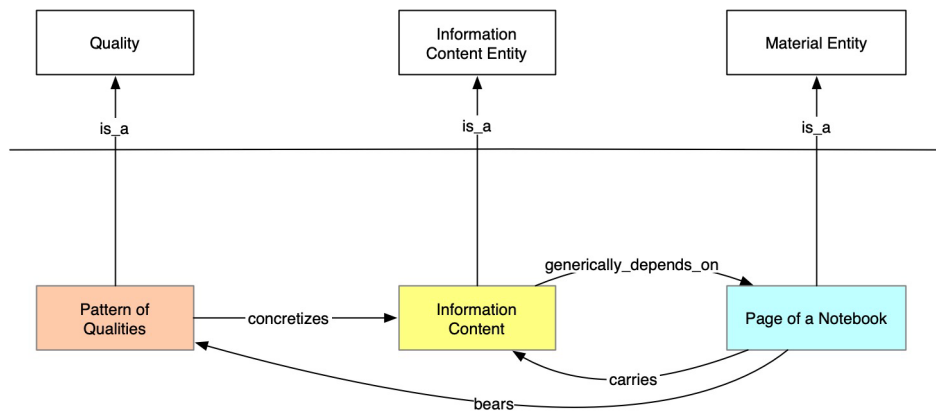 Quality
Information
Content Entity
Material Entity
is_a
is_a
is_a
generically_depends_on
Pattern of
Qualities
concretizes
Information
Content
Page of a Notebook
carries
bears